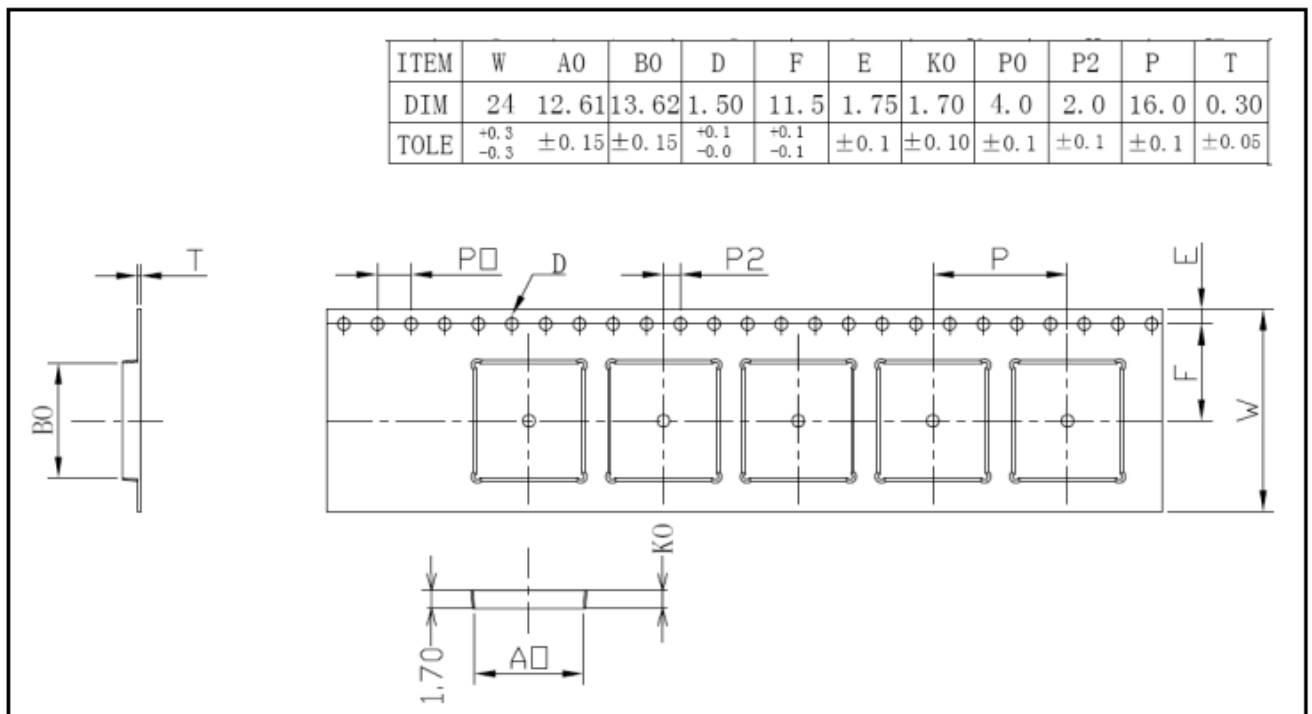 ITEM W A0 B0 D F E K0 P0 P2 P T
DIM 24 12.61 13.62 1.50 11.5 1.75 1.70 4.0 2.0 16.0 0.30
TOLE +0.3 -0.3 ±0.15 ±0.15 +0.1 -0.0 +0.1 -0.1 ±0.1 ±0.10 ±0.1 ±0.1 ±0.1 ±0.05
T
P0
D
P2
P
E
F
W
B0
K0
1.70
A0